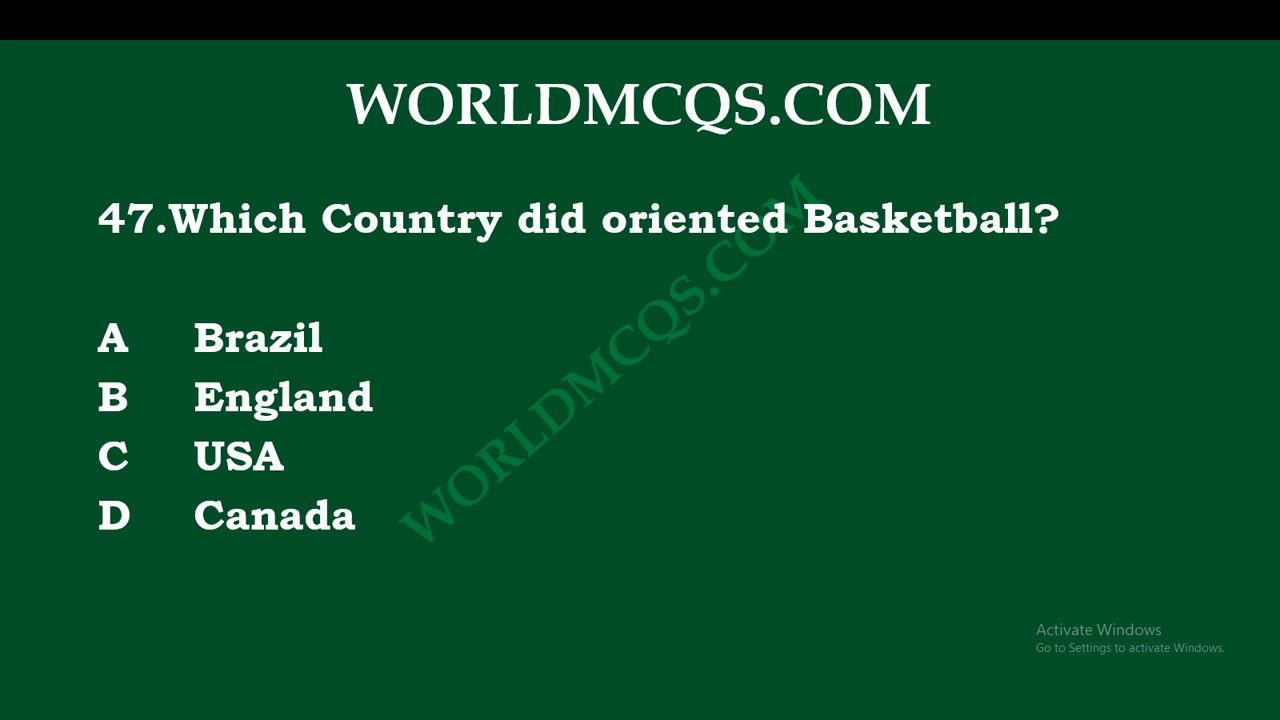 WORLDMCQS.COM
47.Which Country did oriented Basketball?
A Brazil
B England
C USA
D Canada
WORLDMCQS.COM
Activate Windows
Go to Settings to activate Windows.